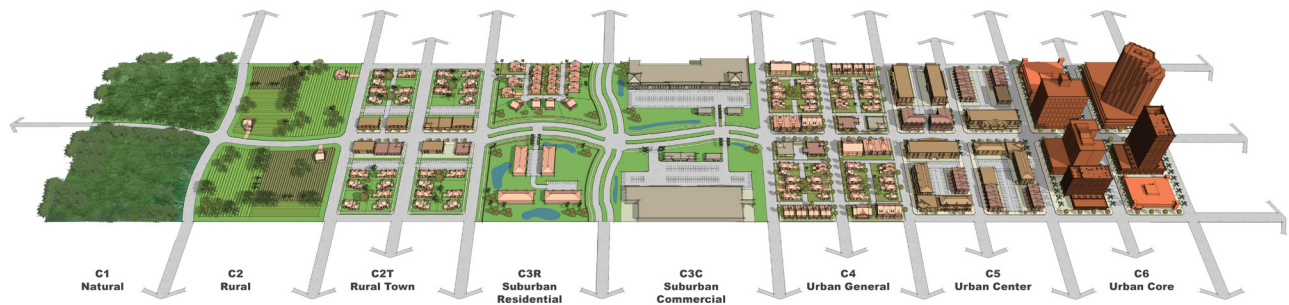 C1
Natural
C2
Rural
C2T
Rural Town
C3R
Suburban
Residential
C3C
Suburban
Commercial
C4
Urban General
C5
Urban Center
C6
Urban Core